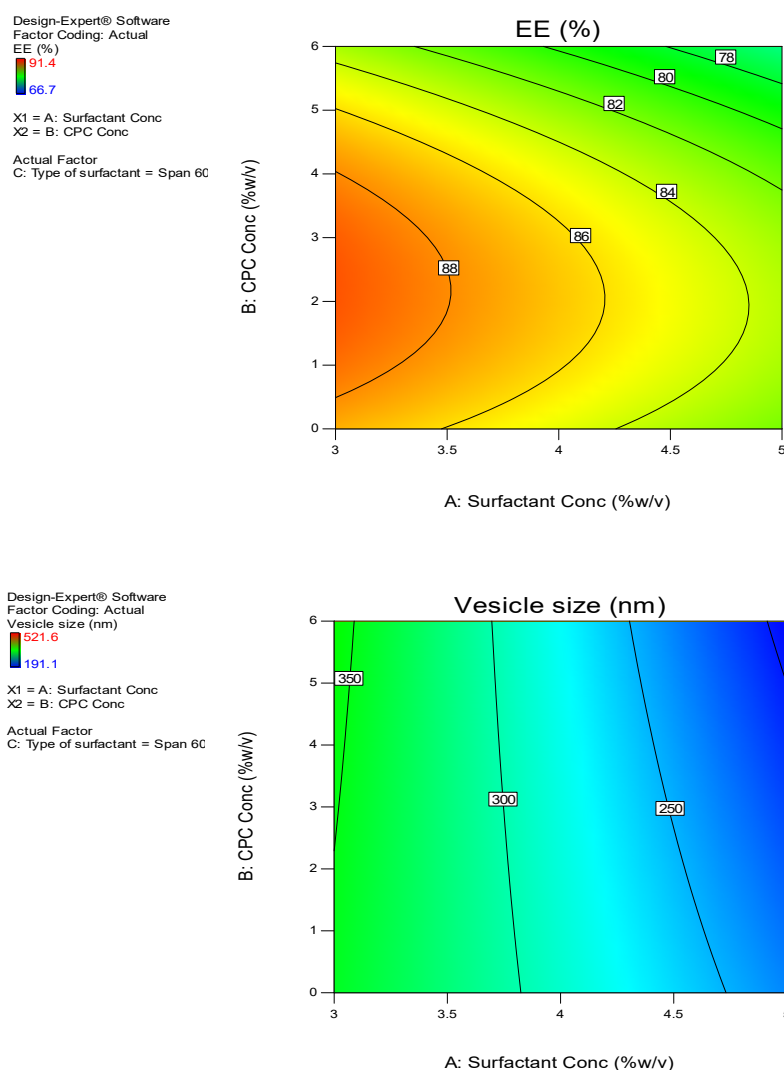 Design-Expert® Software
Factor Coding: Actual
EE (%)
91.4
66.7
X1 = A: Surfactant Conc
X2 = B: CPC Conc
Actual Factor
C: Type of surfactant = Span 60
EE (%)
B: CPC Conc (%w/v)
6
5
4
3
2
1
0
78
80
82
84
86
88
3
3.5
4
4.5
5
A: Surfactant Conc (%w/v)
Design-Expert® Software
Factor Coding: Actual
Vesicle size (nm)
521.6
191.1
X1 = A: Surfactant Conc
X2 = B: CPC Conc
Actual Factor
C: Type of surfactant = Span 60
Vesicle size (nm)
B: CPC Conc (%w/v)
6
5
4
3
2
1
0
350
300
250
3
3.5
4
4.5
A: Surfactant Conc (%w/v)